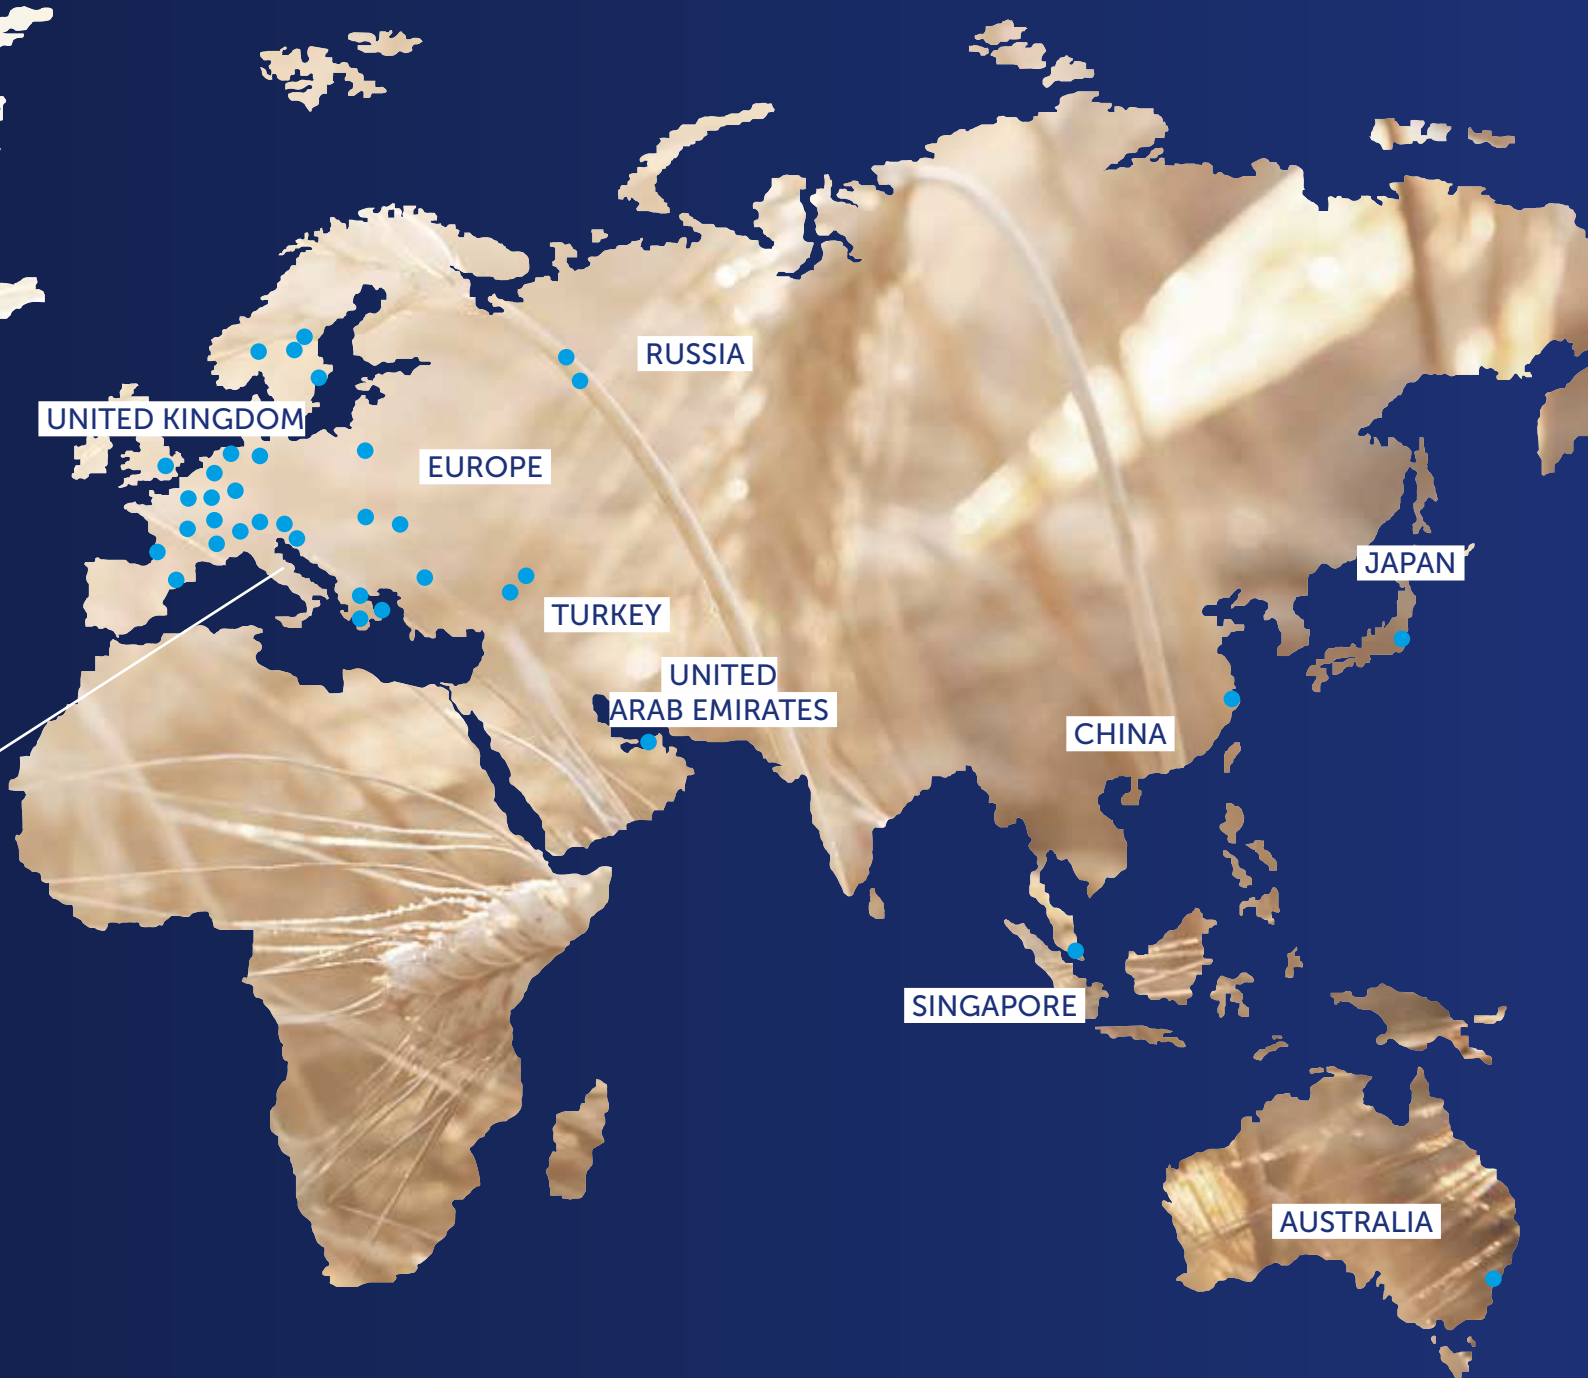 RUSSIA
UNITED KINGDOM
EUROPE
JAPAN
TURKEY
UNITED
ARAB EMIRATES
CHINA
SINGAPORE
AUSTRALIA